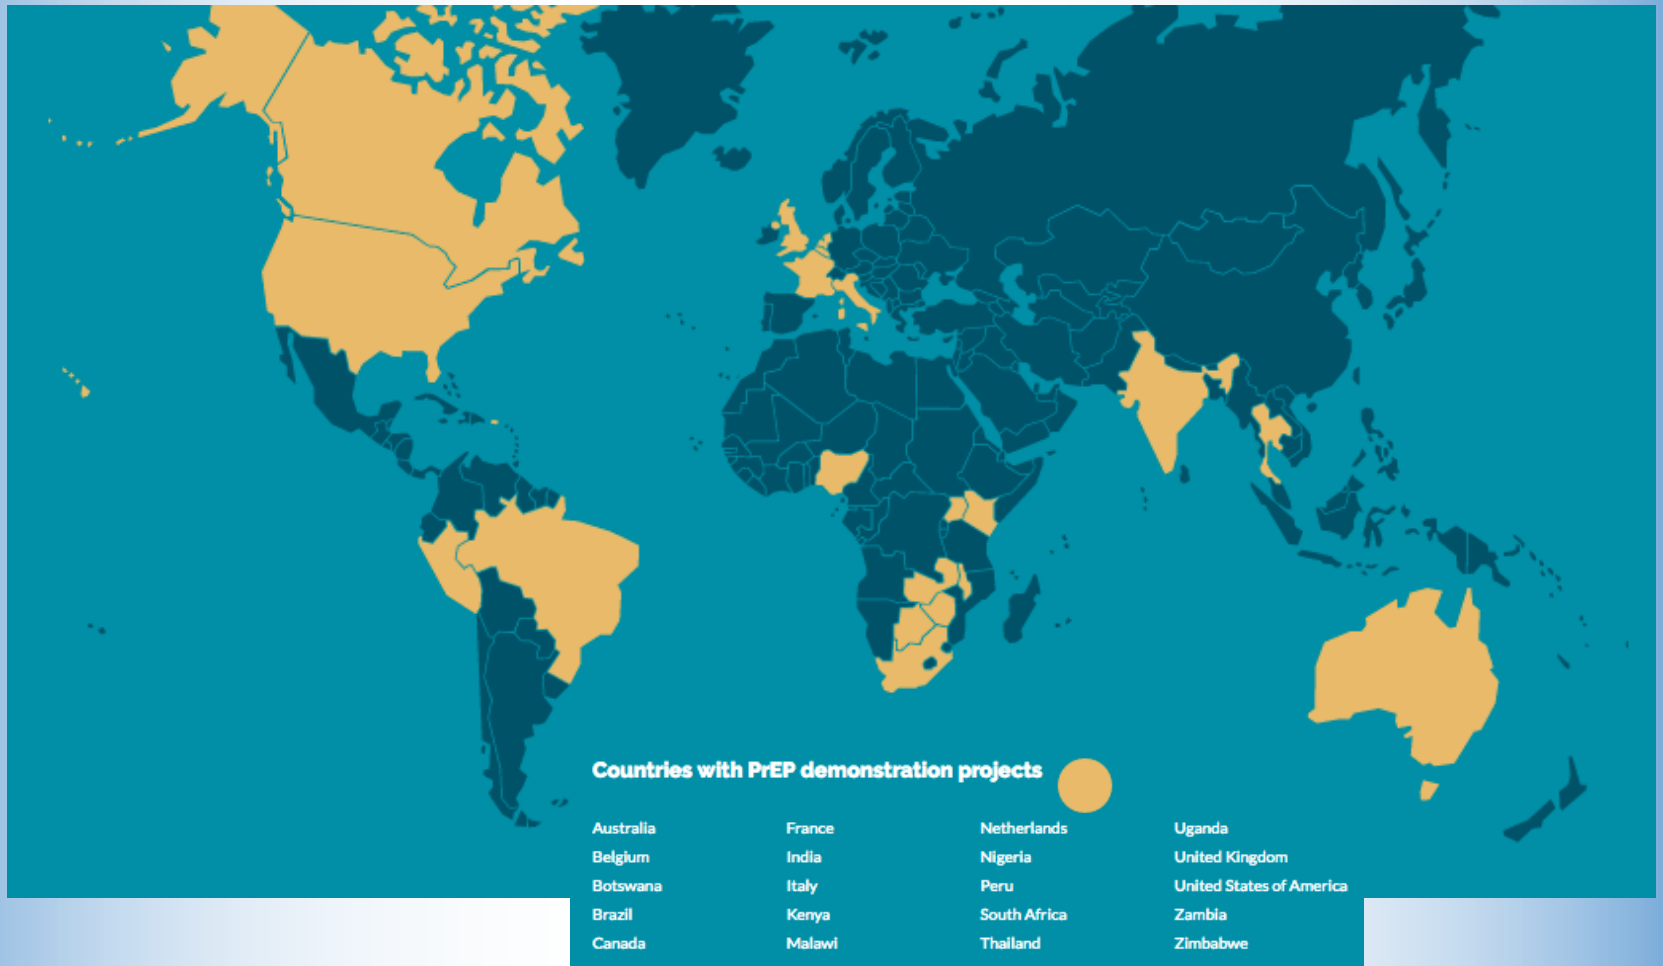 Countries with PrEP demonstration projects
Australia France Netherlands Uganda
Belgium India Nigeria United Kingdom
Botswana Italy Peru United States of America
Brazil Kenya South Africa Zambia
Canada Malawi Thailand Zimbabwe